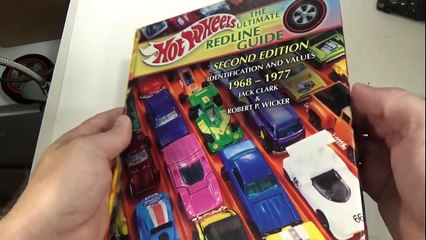 Hot Wheels
THE
ULTIMATE
REDLINE
GUIDE
SECOND EDITION
IDENTIFICATION AND VALUES
1968 – 1977
JACK CLARK
&
ROBERT P. WICKER